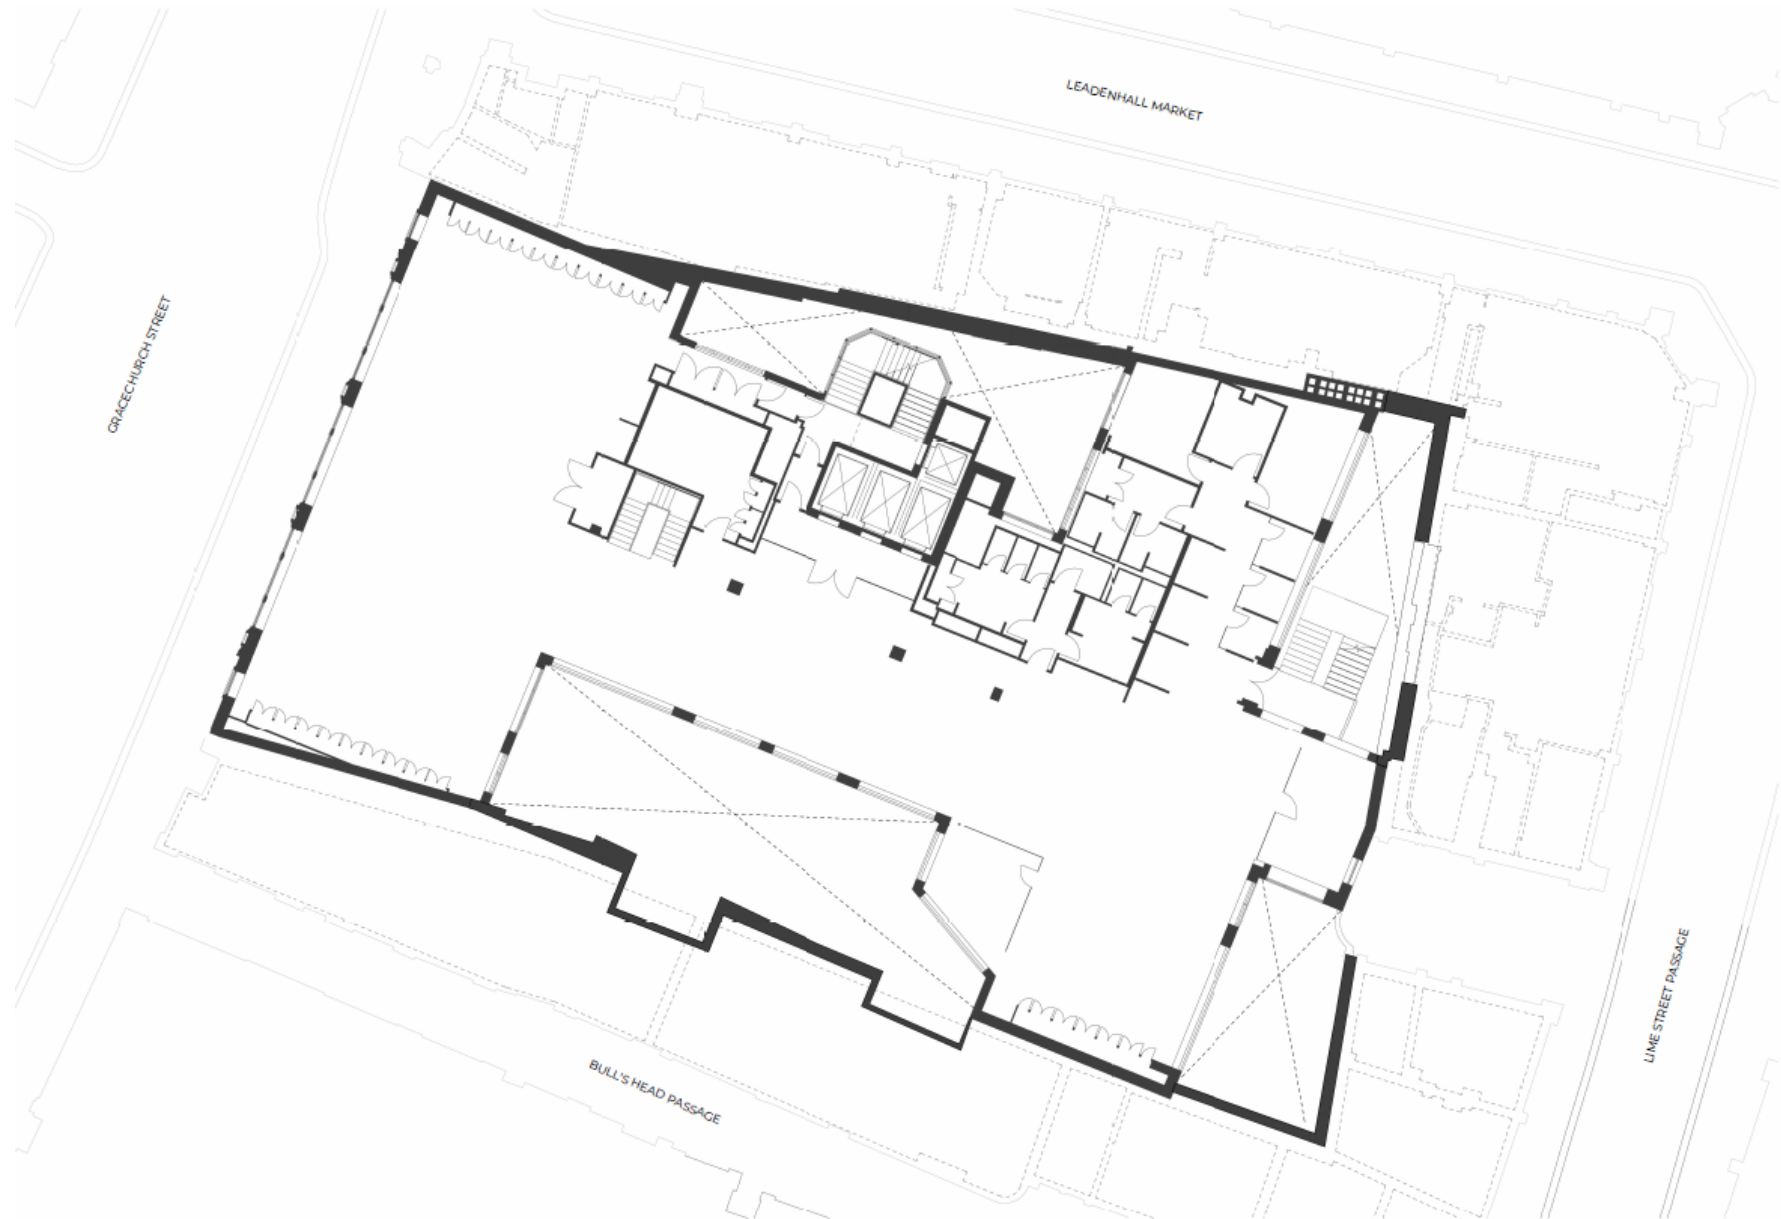 LEADENHALL MARKET
GRACECHURCH STREET
LIME STREET PASSAGE
BULL'S HEAD PASSAGE